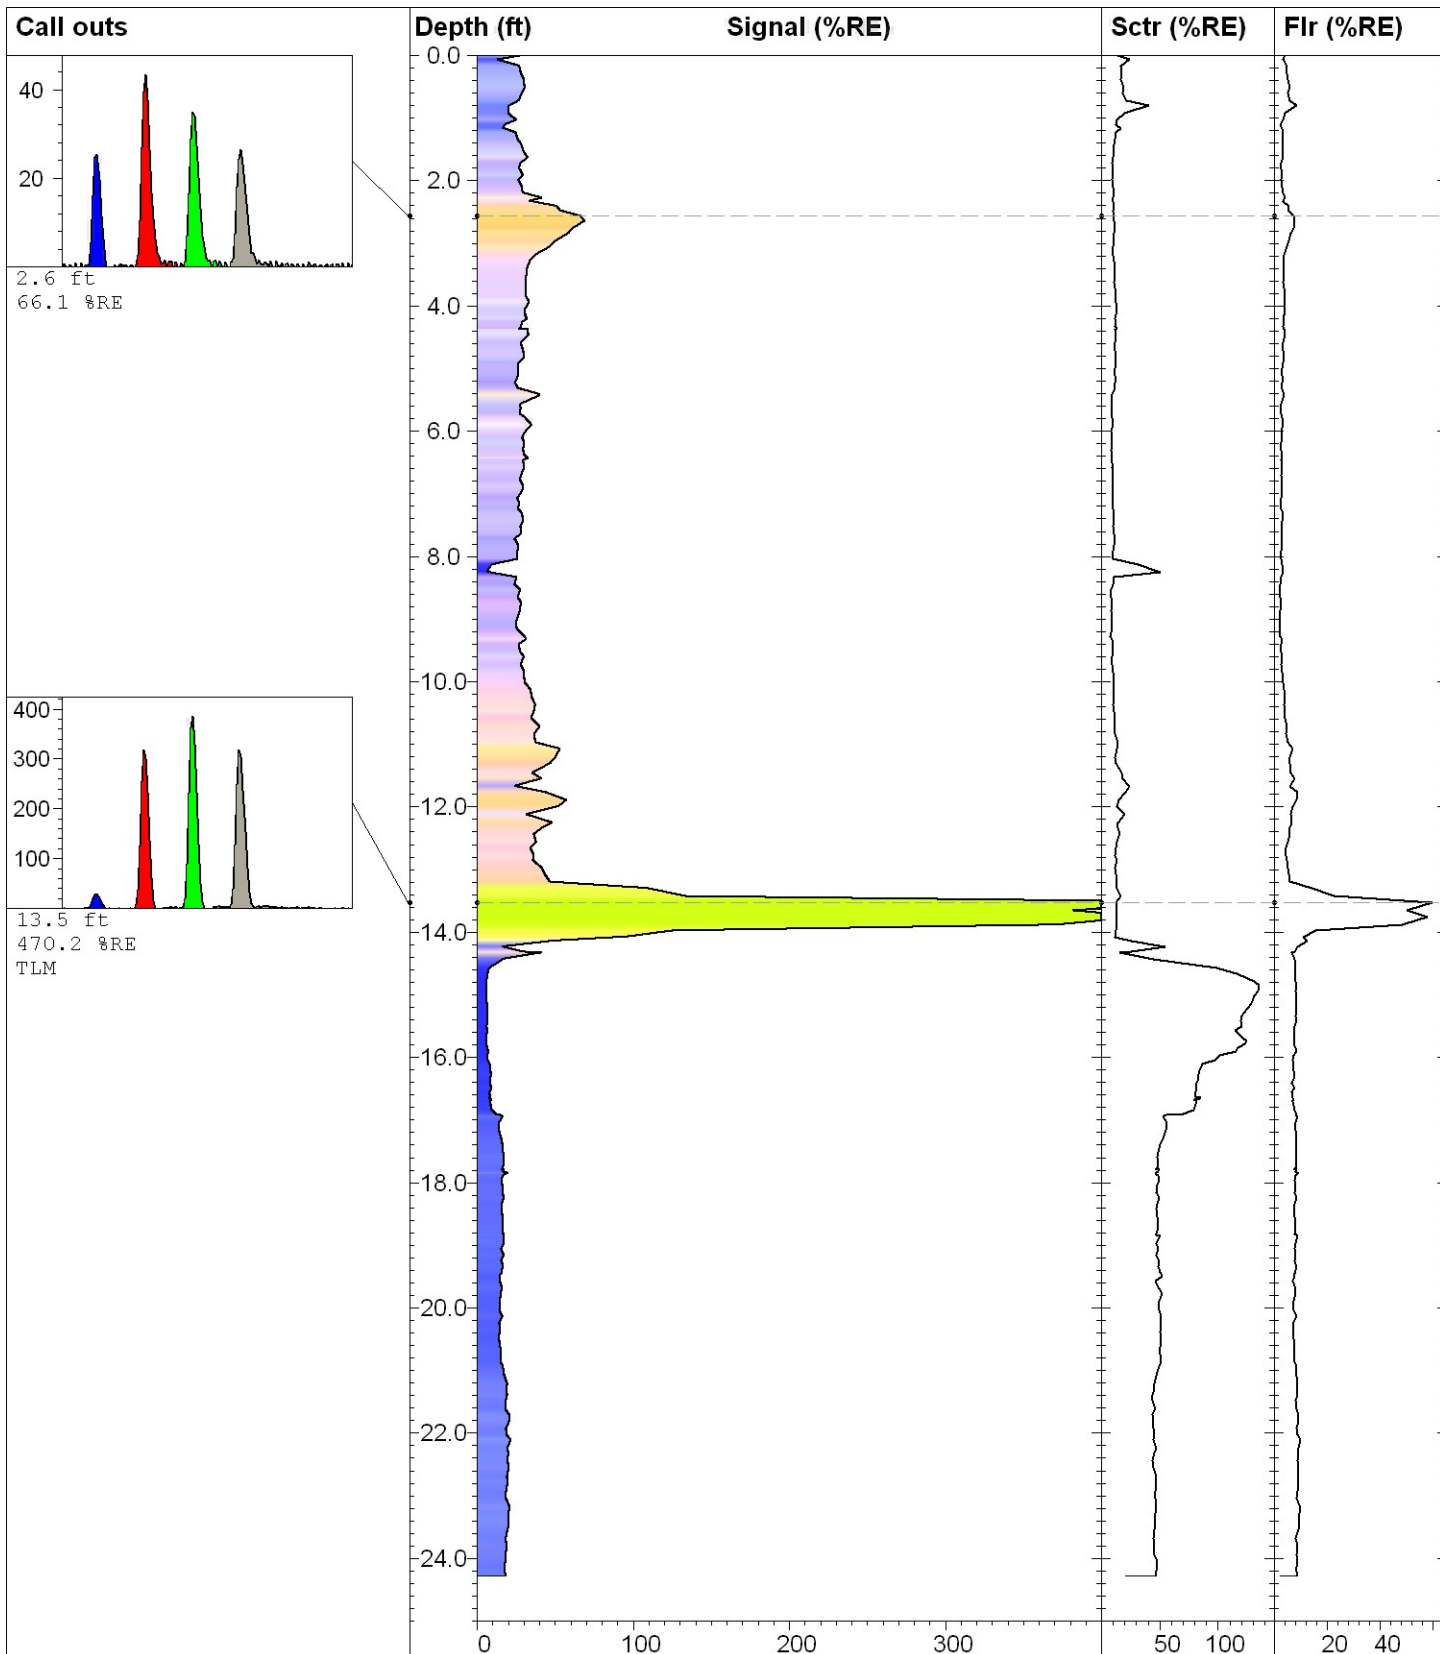 Call outs
Depth (ft)
Signal (%RE)
Sctr (%RE)
Flr (%RE)
40
20
2.6 ft
66.1 %RE
400
300
200
100
13.5 ft
470.2 %RE
TLM
0.0
2.0
4.0
6.0
8.0
10.0
12.0
14.0
16.0
18.0
20.0
22.0
24.0
0 100 200 300
50 100
20 40